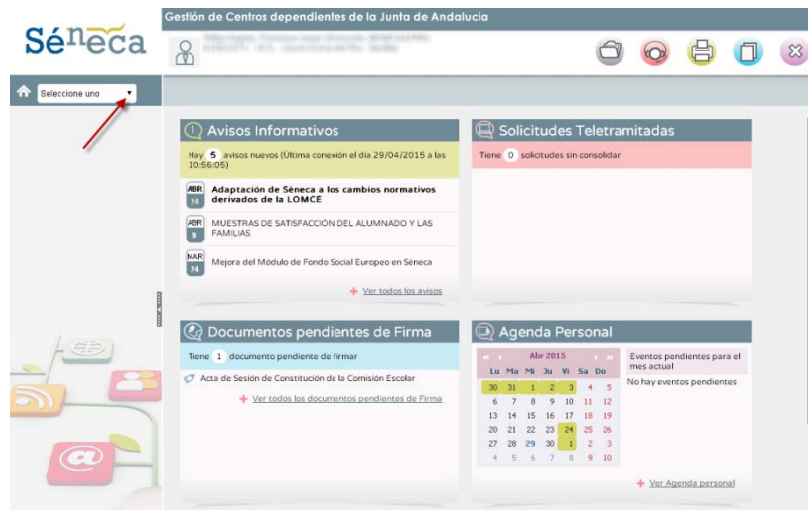 Gestión de Centros dependientes de la Junta de Andalucia
Séneca
Seleccione uno
Avisos Informativos
Hay 5 avisos nuevos (Última conexión el día 29/04/2015 a las
10:56:05)
ABR
24
Adaptación de Séneca a los cambios normativos
derivados de la LOMCE
ABR
9
MUESTRAS DE SATISFACCIÓN DEL ALUMNADO Y LAS
FAMILIAS
MAR
24
Mejora del Módulo de Fondo Social Europeo en Séneca
Ver todos los avisos
Solicitudes Teletramitadas
Tiene 0 solicitudes sin consolidar
Documentos pendientes de Firma
Tiene 1 documento pendiente de firmar
Acta de Sesión de Constitución de la Comisión Escolar
Ver todos los documentos pendientes de Firma
Agenda Personal
Abr 2015
Lu Ma Mi Ju Vi Sa Do
30 31 1 2 3 4 5
6 7 8 9 10 11 12
13 14 15 16 17 18 19
20 21 22 23 24 25 26
27 28 29 30 1 2 3
4 5 6 7 8 9 10
Eventos pendientes para el
mes actual
No hay eventos pendientes
Ver Agenda personal